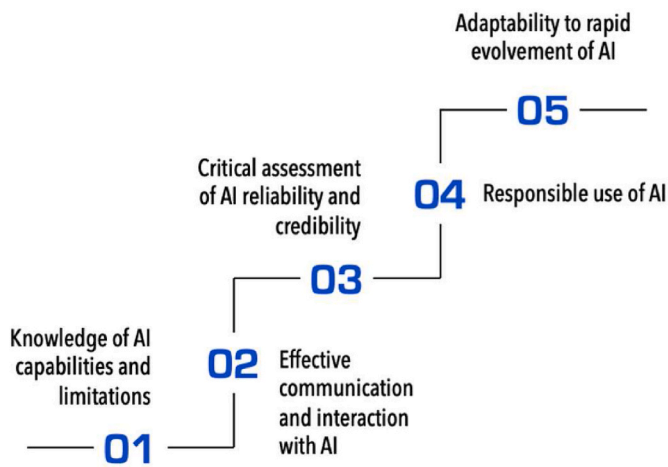 Knowledge of AI
capabilities and
limitations
01
02
Effective
communication
and interaction
with AI
Critical assessment
of AI reliability and
credibility
03
04
Responsible use of AI
Adaptability to rapid
evolvement of AI
05